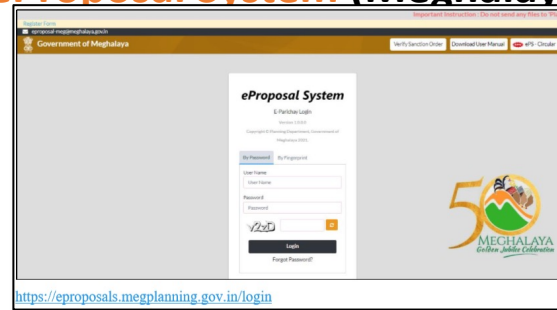 eProposal System (Meghalaya
Important Instruction : Do not send any files to
Register Form
eproposal-meg@meghalaya.gov.in
Government of Meghalaya
Verify Sanction Order
Download User Manual
ePS - Circular
eProposal System
E-Parichay Login
Copyright © Planning Department, Government of
Meghalaya
By Password
By Fingerprint
User Name
User Name
Password
Password
Login
Forgot Password?
50
MEGHALAYA
Golden Jubilee Celebration
https://eproposals.megplanning.gov.in/login